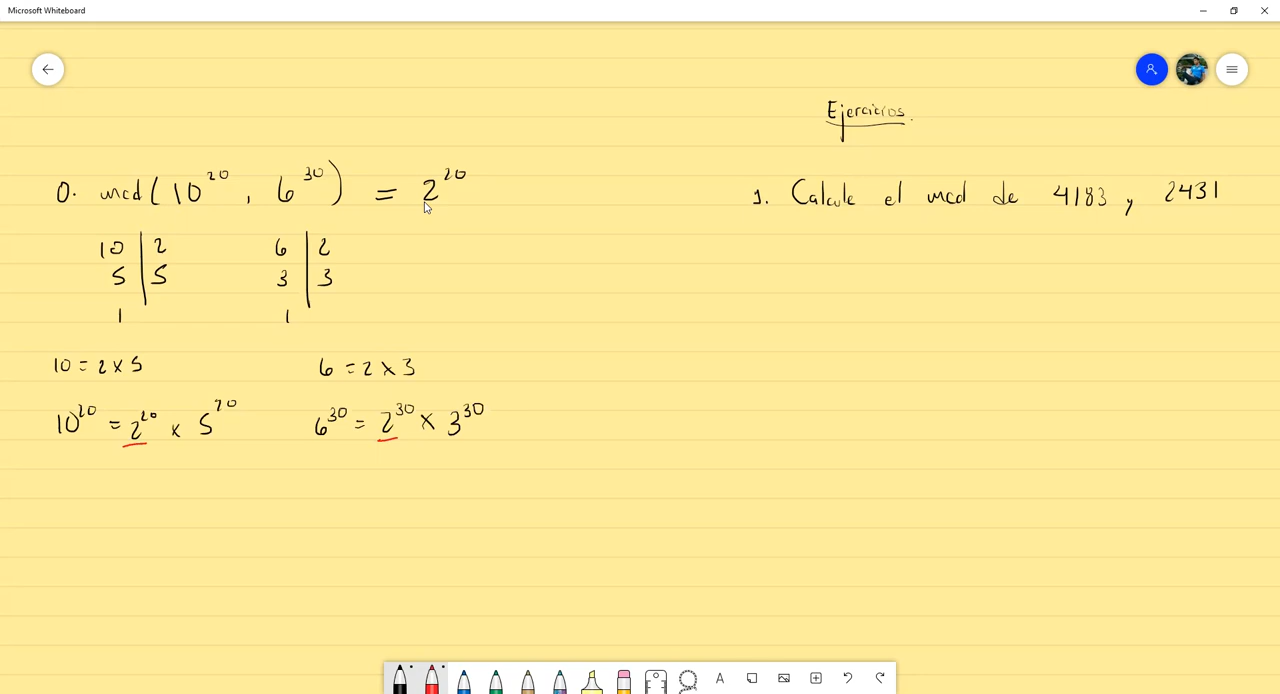 Microsoft Whiteboard
Ejercicios.
0. mcd(10^20, 6^30) = 2^20
1. Calcule el mcd de 4183 y 2431
10 | 2
5 | 5
1
6 | 2
3 | 3
1
10 = 2 x 5
6 = 2 x 3
10^20 = 2^20 x 5^20
6^30 = 2^30 x 3^30
A